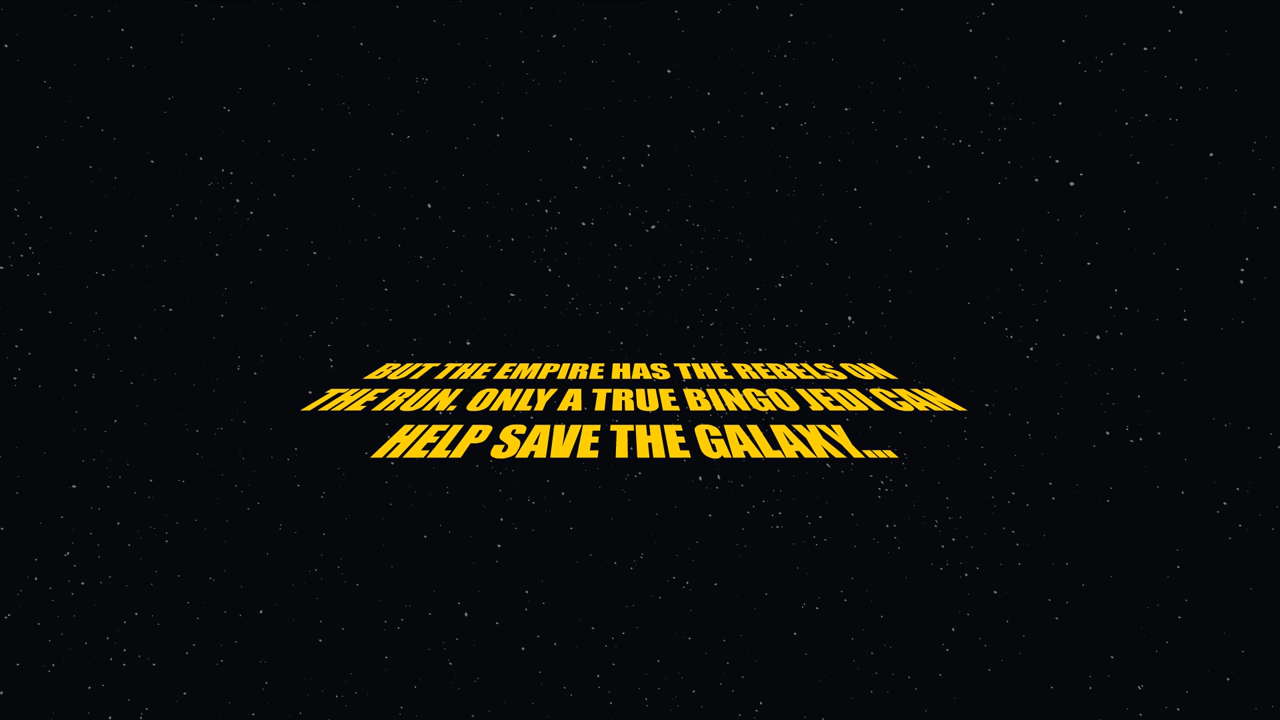 BUT THE EMPIRE HAS THE REBELS ON
THE RUN. ONLY A TRUE BINGO JEDI CAN
HELP SAVE THE GALAXY...